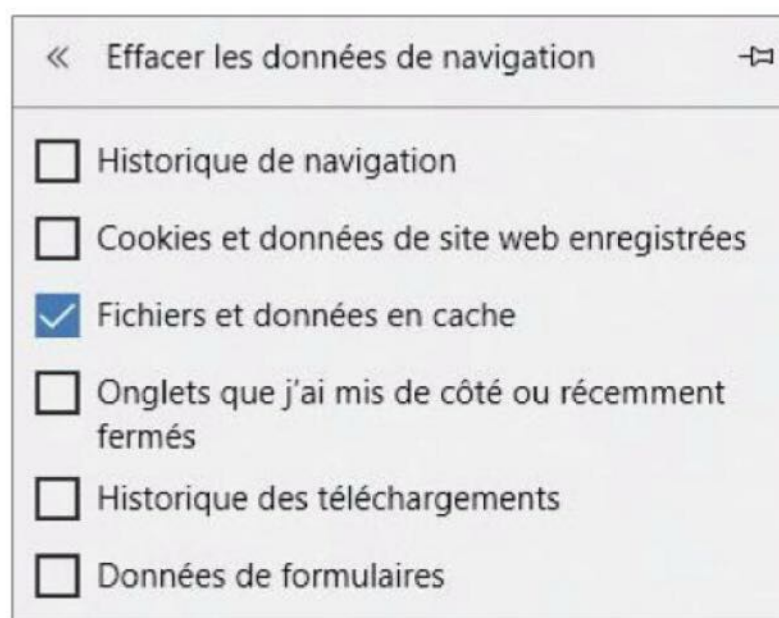 « Effacer les données de navigation
Historique de navigation
Cookies et données de site web enregistrées
Fichiers et données en cache
Onglets que j'ai mis de côté ou récemment
fermés
Historique des téléchargements
Données de formulaires